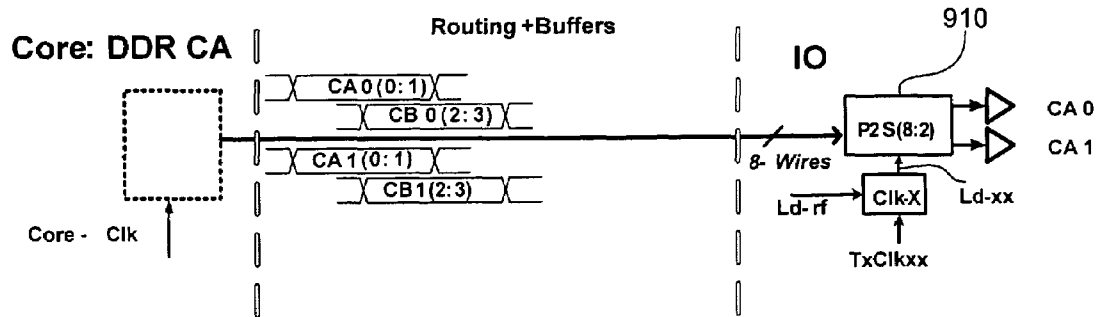 Core: DDR CA
Routing +Buffers
910
IO
CA 0 (0: 1)
CB 0 (2: 3)
CA 1 (0: 1)
CB 1 (2: 3)
8- Wires
P2S(8:2)
CA 0
CA 1
Ld- rf
Clk-X
Ld-xx
Core - Clk
TxClkxx